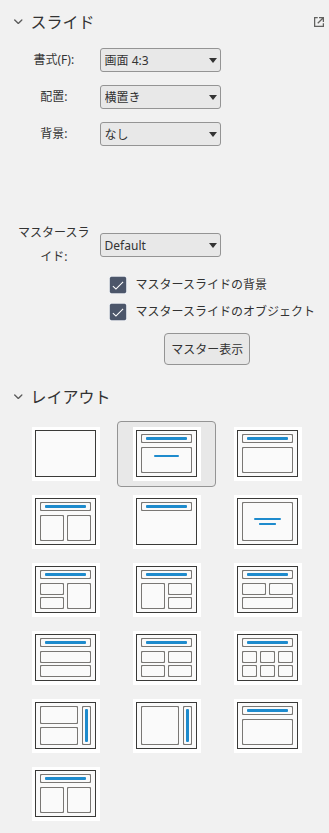 スライド
書式(F): 画面 4:3
配置: 横置き
背景: なし
マスタースラ
イド: Default
マスタースライドの背景
マスタースライドのオブジェクト
マスター表示
レイアウト